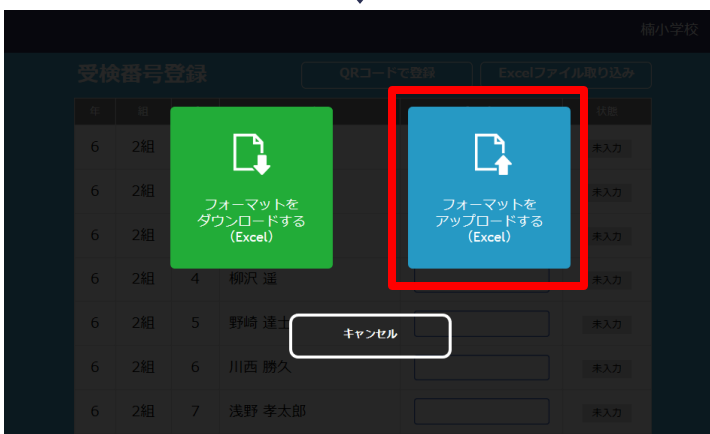 楠小学校
受検番号登録
QRコードで登録
Excelファイル取り込み
年 組 状態
6 2組 未入力
6 2組 未入力
6 2組 未入力
6 2組 4 柳沢 遥 未入力
6 2組 5 野崎 達士 未入力
6 2組 6 川西 勝久 未入力
6 2組 7 浅野 孝太郎 未入力
フォーマットを
ダウンロードする
(Excel)
フォーマットを
アップロードする
(Excel)
キャンセル